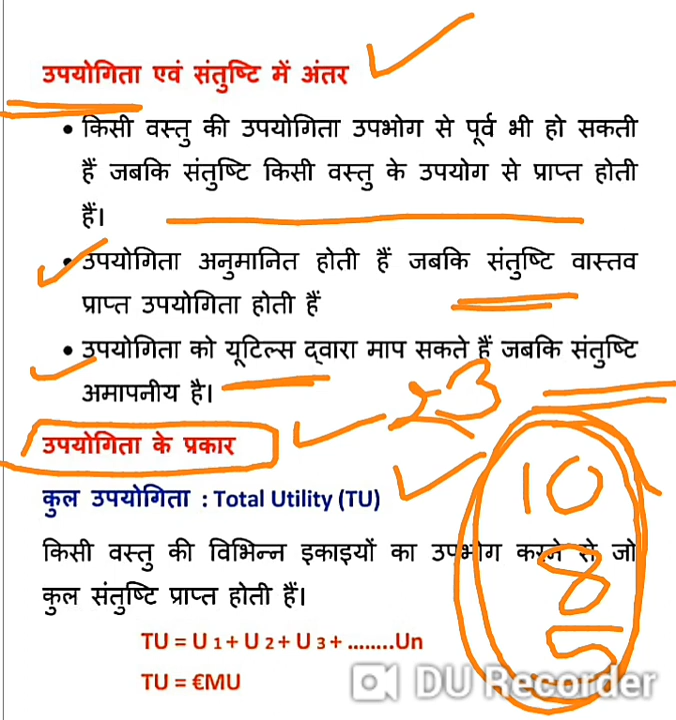 उपयोगिता एवं संतुष्टि में अंतर
• किसी वस्तु की उपयोगिता उपभोग से पूर्व भी हो सकती
हैं जबकि संतुष्टि किसी वस्तु के उपयोग से प्राप्त होती
हैं।
• उपयोगिता अनुमानित होती हैं जबकि संतुष्टि वास्तव
प्राप्त उपयोगिता होती हैं
• उपयोगिता को यूटिल्स द्वारा माप सकते हैं जबकि संतुष्टि
अमापनीय है।
23
उपयोगिता के प्रकार
कुल उपयोगिता : Total Utility (TU)
10
किसी वस्तु की विभिन्न इकाइयों का उपभोग करने से जो
8
कुल संतुष्टि प्राप्त होती हैं।
5
TU = U 1 + U 2 + U 3 + ........Un
TU = €MU
DU Recorder